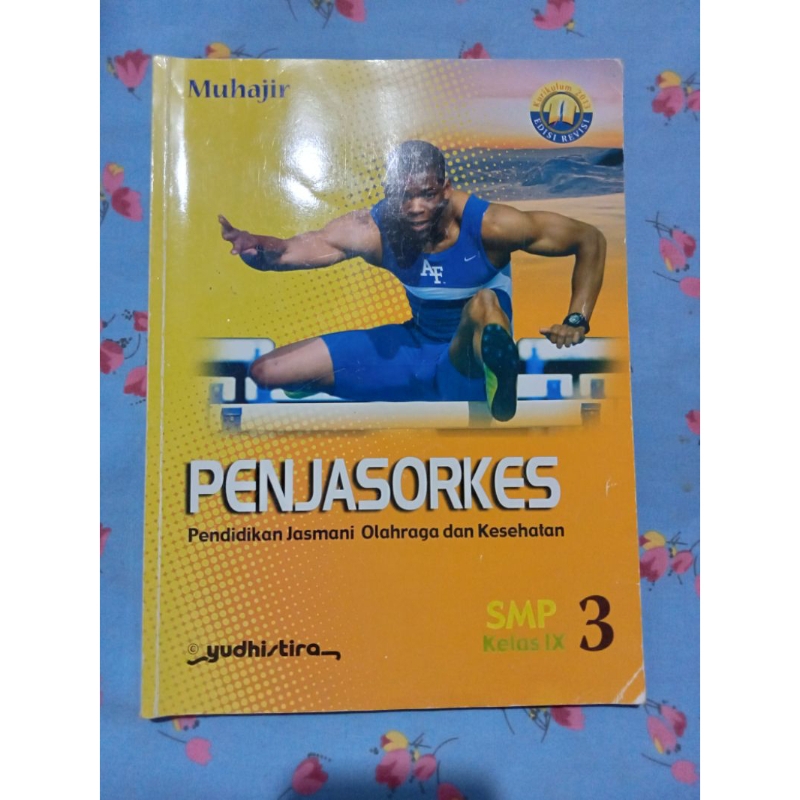 Muhajir
Kurikulum 2013
EDISI REVISI
AF
PENJASORKES
Pendidikan Jasmani Olahraga dan Kesehatan
SMP
Kelas IX
3
© yudhistira